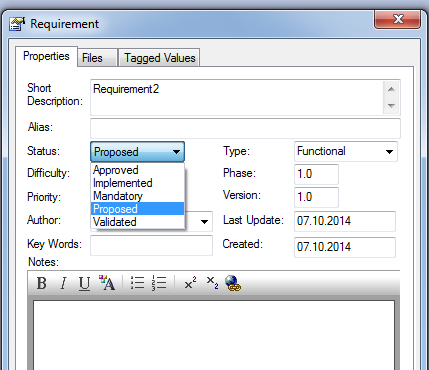 Requirement
Properties Files Tagged Values
Short Description: Requirement2
Alias:
Status: Proposed Type: Functional
Approved
Implemented
Mandatory
Proposed
Validated
Difficulty: Phase: 1.0
Priority: Version: 1.0
Author: Last Update: 07.10.2014
Key Words: Created: 07.10.2014
Notes:
B I U A x² x₂